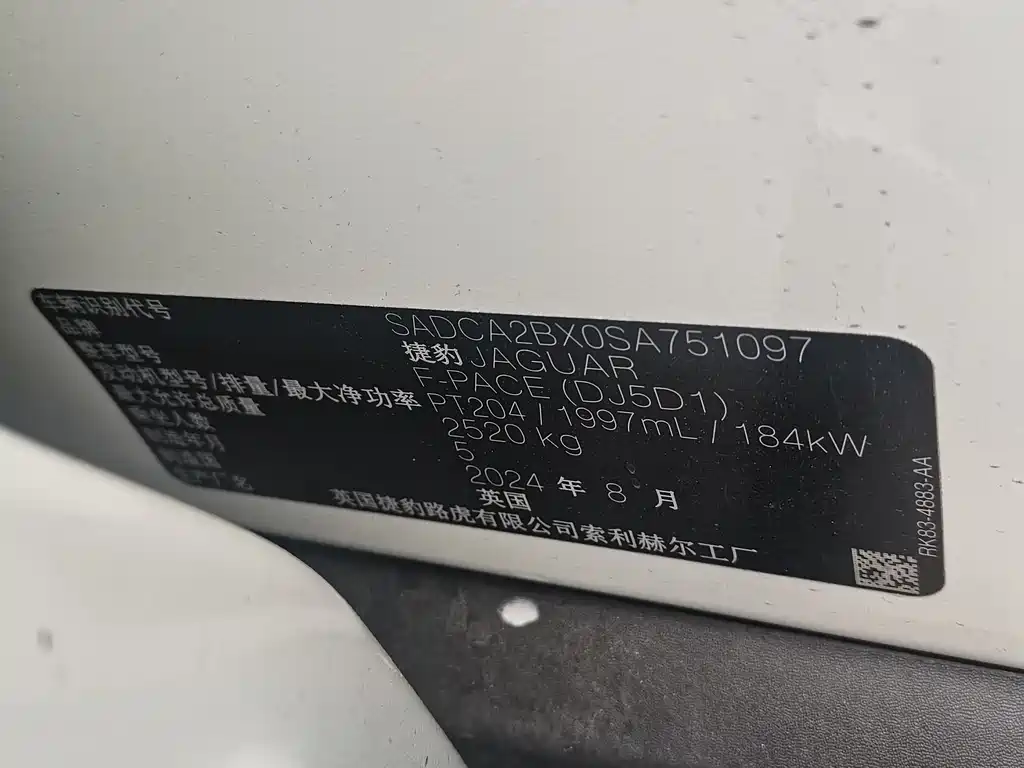 车辆识别代号 SADCA2BX0SA751097
品牌 捷豹 JAGUAR
整车型号 F-PACE (DJ5D1)
发动机型号/排量/最大净功率 PT204 / 1997mL / 184kW
最大允许总质量 2520 kg
乘坐人数 5
制造年月 2024 年 8 月
制造国 英国
生产厂名 英国捷豹路虎有限公司索利赫尔工厂
RK83-4683-AA